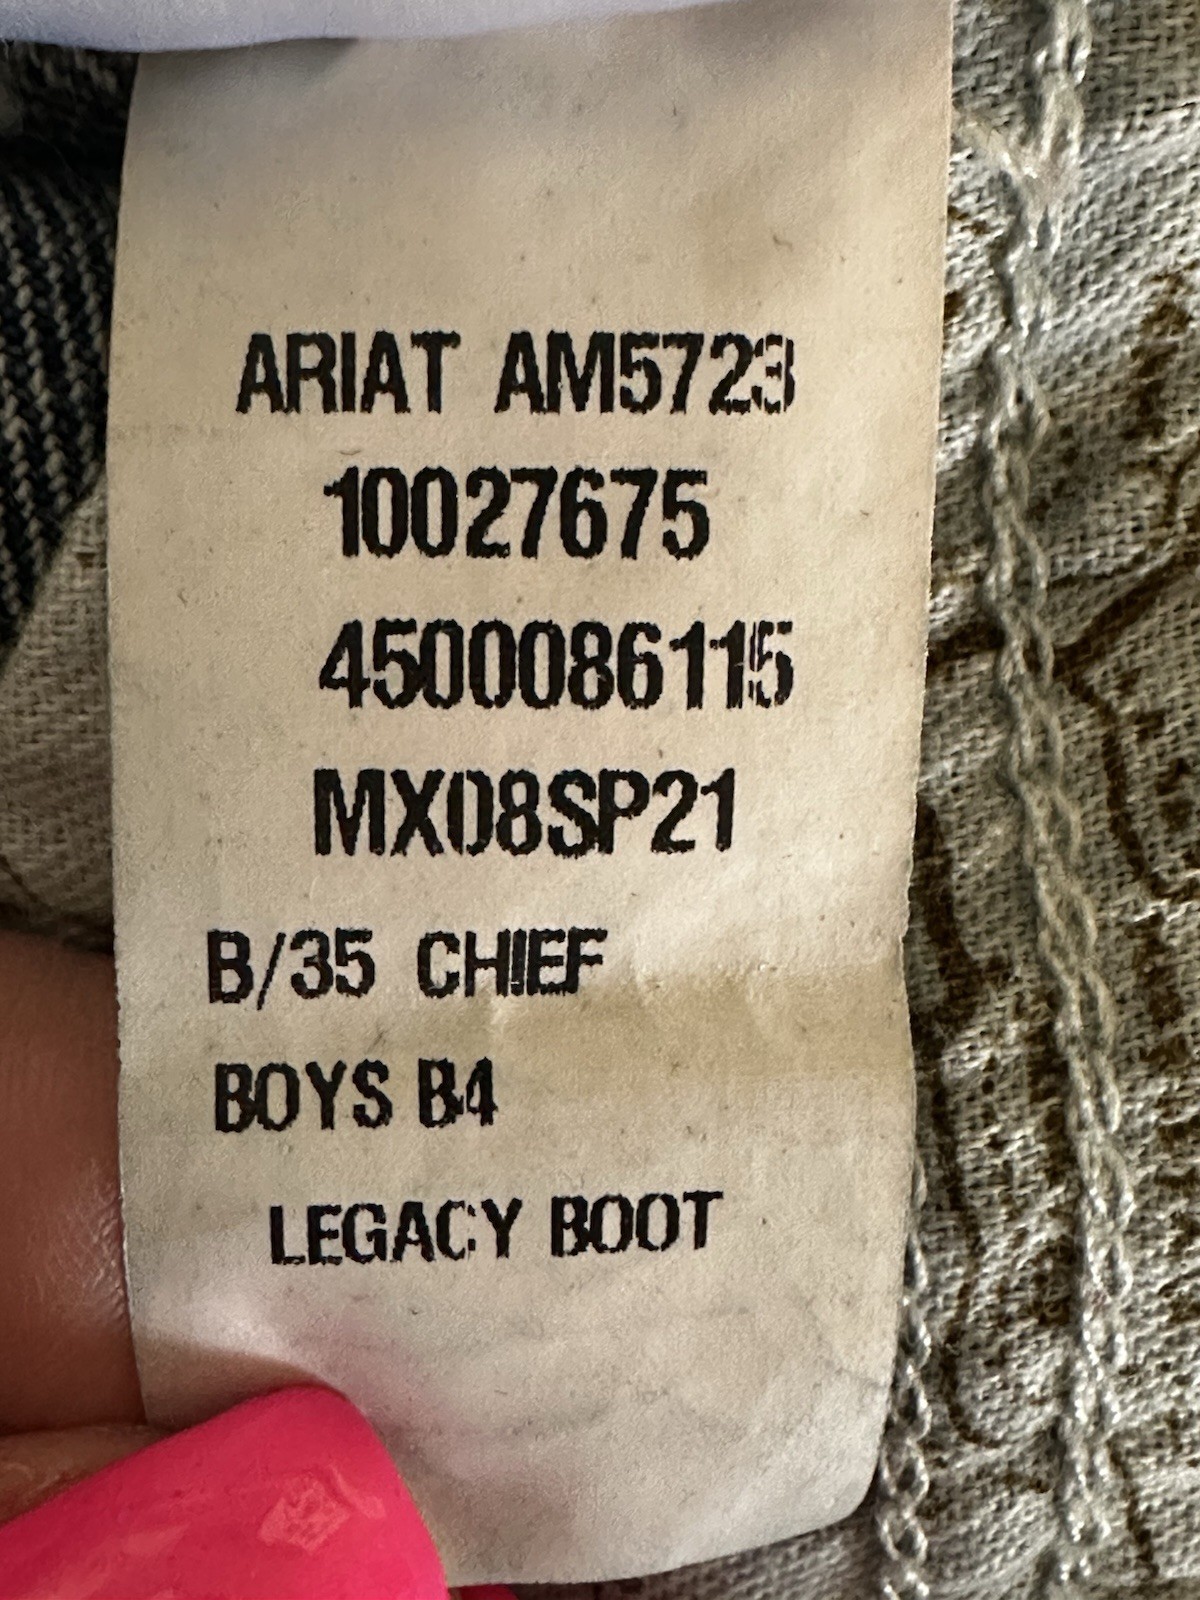 ARIAT AM5723
10027675
4500086115
MX08SP21
B/35 CHIEF
BOYS B4
LEGACY BOOT